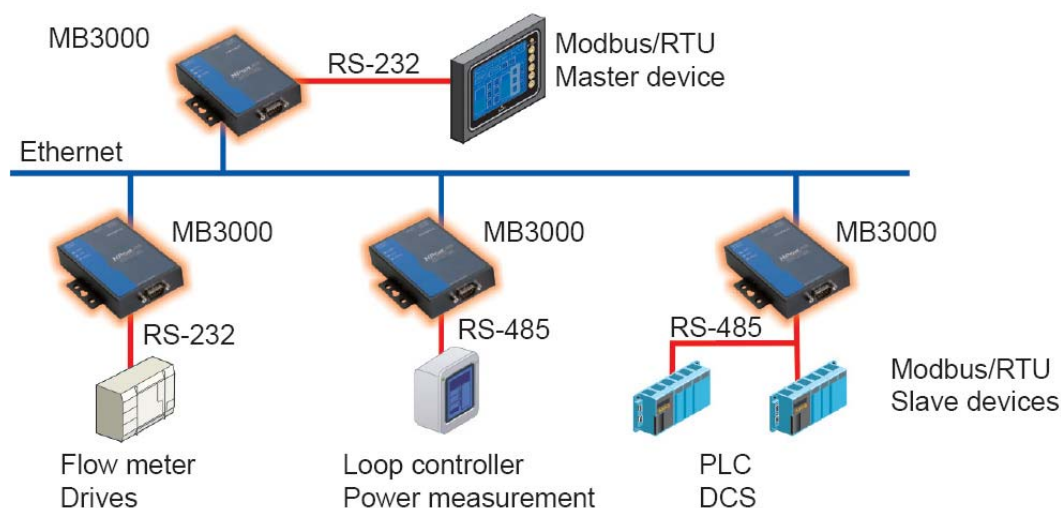 MB3000
RS-232
Modbus/RTU
Master device
Ethernet
MB3000
MB3000
MB3000
RS-232
RS-485
RS-485
Modbus/RTU
Slave devices
Flow meter
Drives
Loop controller
Power measurement
PLC
DCS